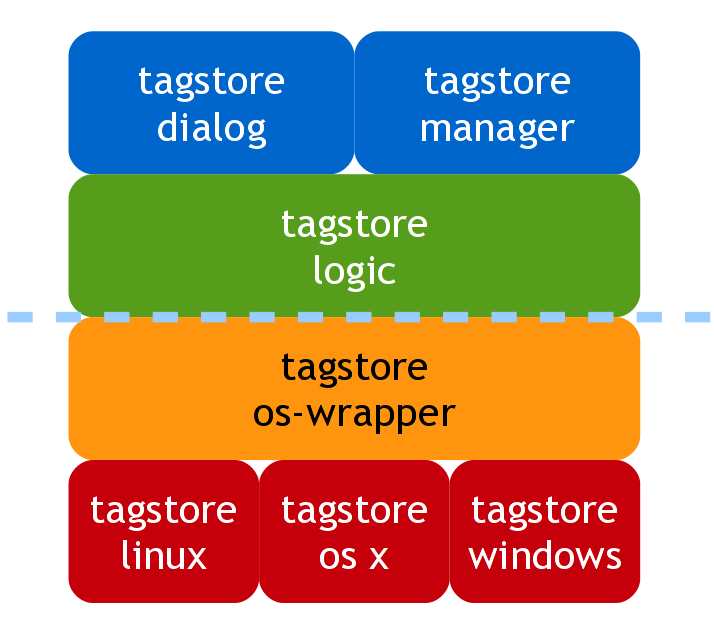 tagstore
dialog
tagstore
manager
tagstore
logic
tagstore
os-wrapper
tagstore
linux
tagstore
os x
tagstore
windows